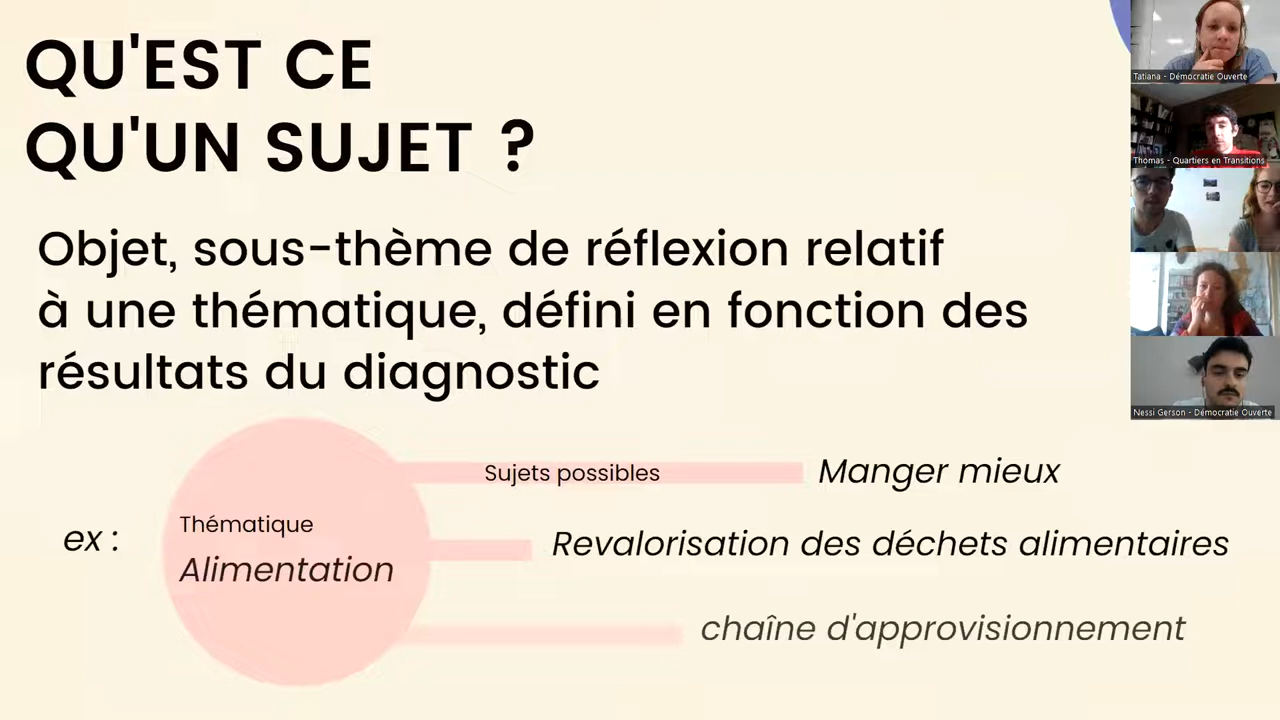 QU'EST CE
QU'UN SUJET ?
Objet, sous-thème de réflexion relatif
à une thématique, défini en fonction des
résultats du diagnostic
ex :
Thématique
Alimentation
Sujets possibles
Manger mieux
Revalorisation des déchets alimentaires
chaîne d'approvisionnement
Tatiana - Démocratie Ouverte
Thomas - Quartiers en Transitions
Nessi Gerson - Démocratie Ouverte